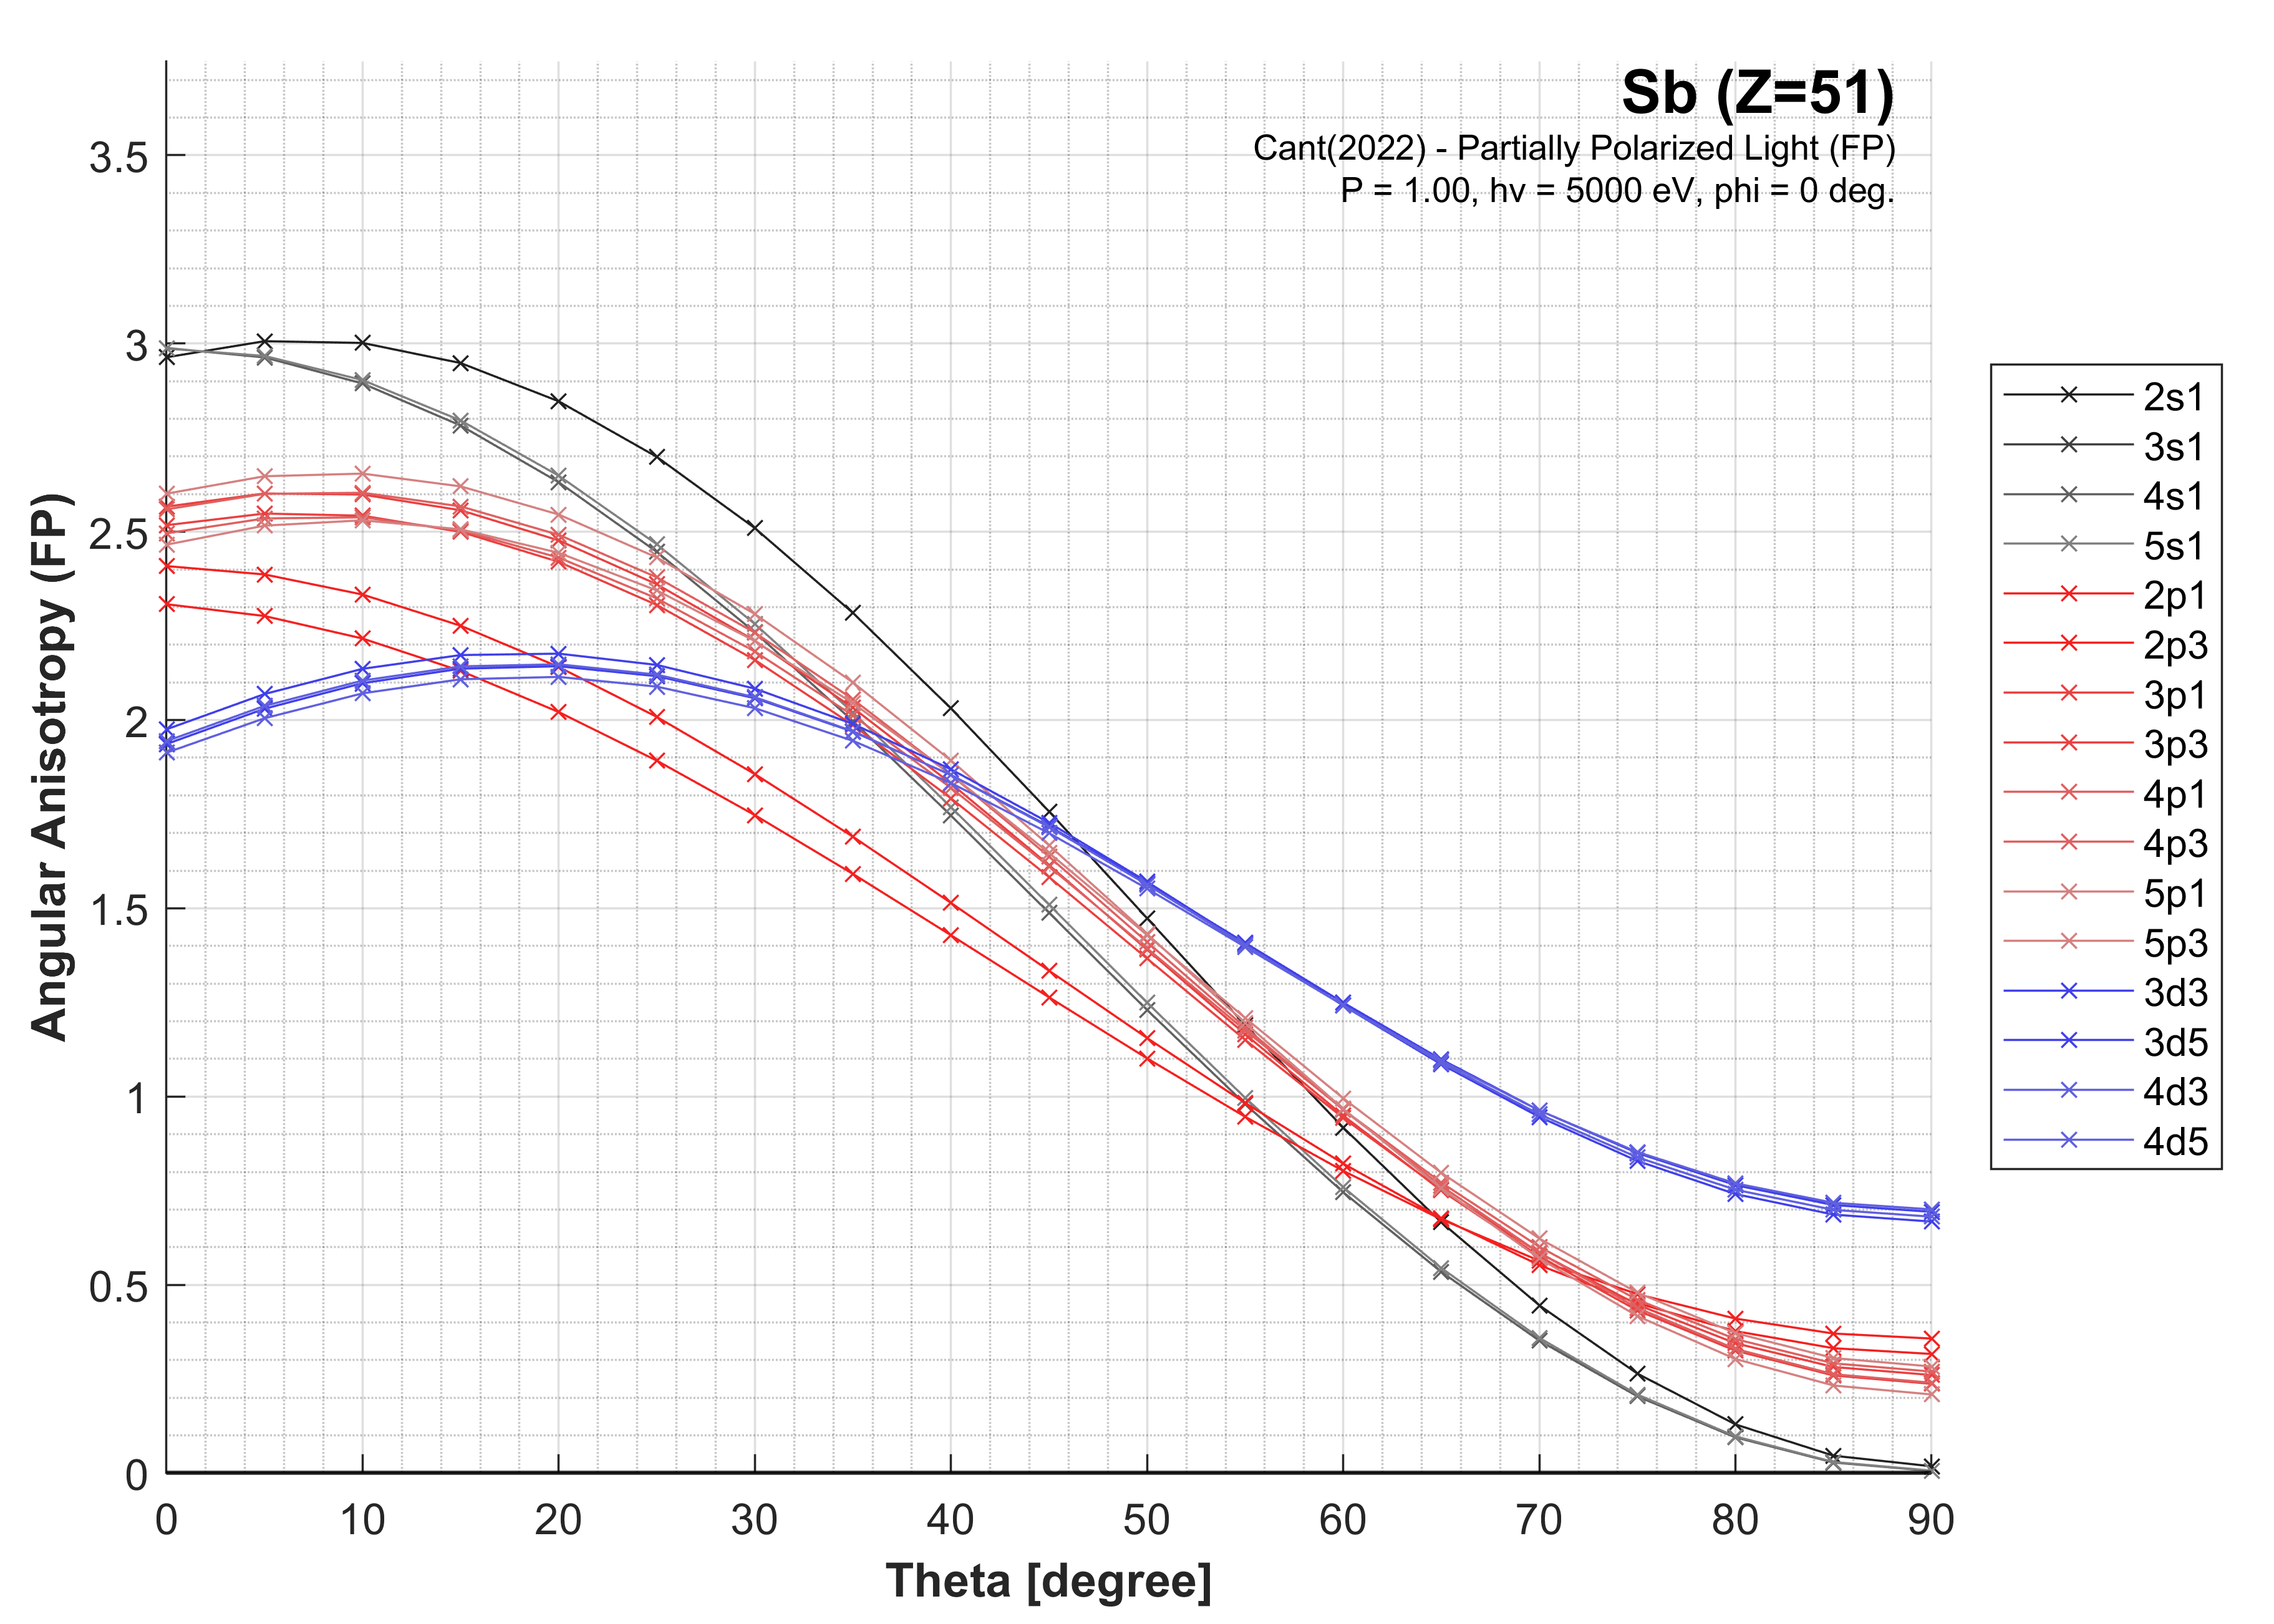 Sb (Z=51)
Cant(2022) - Partially Polarized Light (FP)
P = 1.00, hv = 5000 eV, phi = 0 deg.
Angular Anisotropy (FP)
3.5
3
2.5
2
1.5
1
0.5
0
0 10 20 30 40 50 60 70 80 90
Theta [degree]
2s1
3s1
4s1
5s1
2p1
2p3
3p1
3p3
4p1
4p3
5p1
5p3
3d3
3d5
4d3
4d5